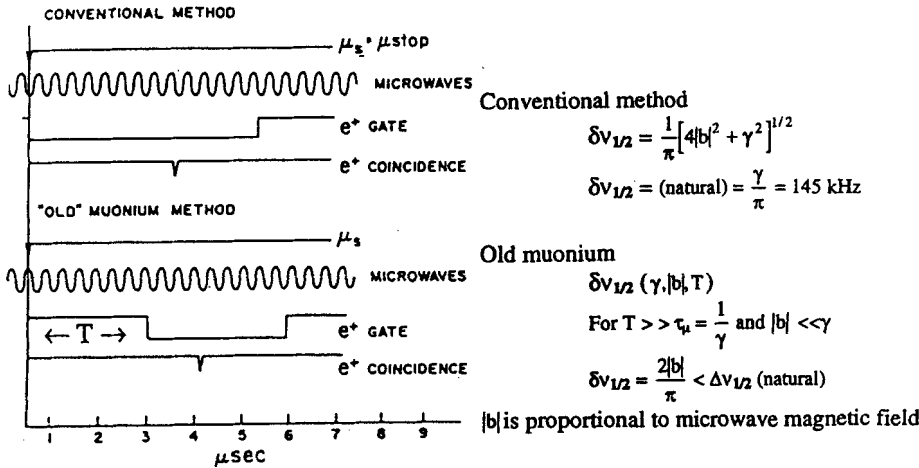 CONVENTIONAL METHOD
μs • μstop
MICROWAVES
e⁺ GATE
e⁺ COINCIDENCE
"OLD" MUONIUM METHOD
μs
MICROWAVES
← T →
e⁺ GATE
e⁺ COINCIDENCE
1 2 3 4 5 6 7 8 9
μsec
Conventional method
δν₁/₂ = 1/π [4|b|² + γ²]^1/2
δν₁/₂ = (natural) = γ/π = 145 kHz
Old muonium
δν₁/₂ (γ,|b|,T)
For T >> τμ = 1/γ and |b| <<γ
δν₁/₂ = 2|b|/π < Δν₁/₂ (natural)
|b| is proportional to microwave magnetic field